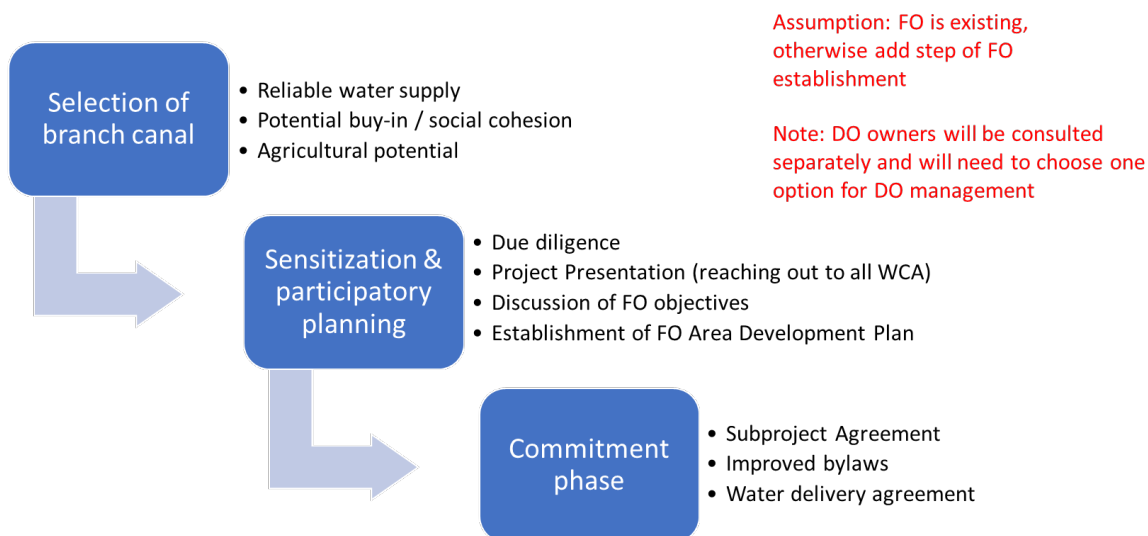 Selection of
branch canal
• Reliable water supply
• Potential buy-in / social cohesion
• Agricultural potential
Assumption: FO is existing,
otherwise add step of FO
establishment
Note: DO owners will be consulted
separately and will need to choose one
option for DO management
Sensitization &
participatory
planning
• Due diligence
• Project Presentation (reaching out to all WCA)
• Discussion of FO objectives
• Establishment of FO Area Development Plan
Commitment
phase
• Subproject Agreement
• Improved bylaws
• Water delivery agreement